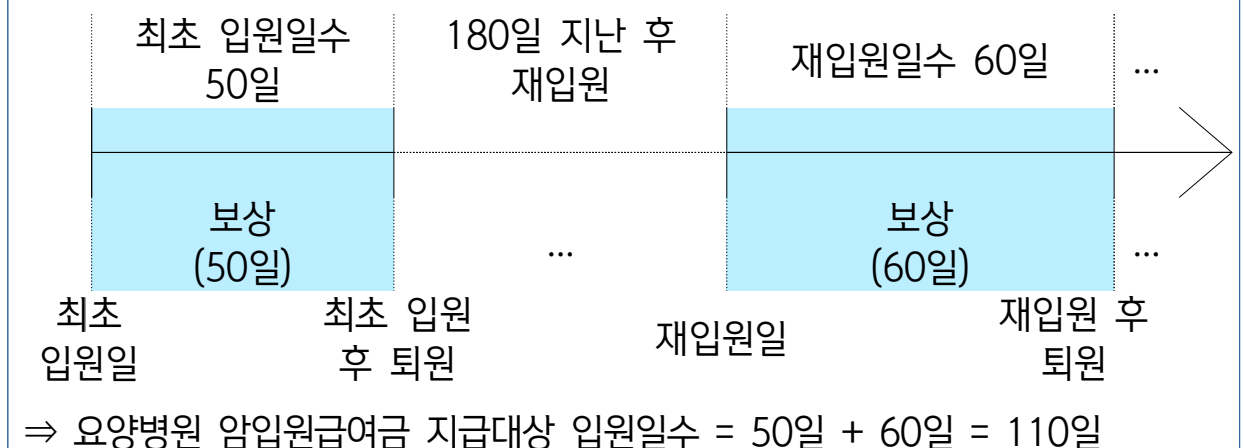 최초 입원일수
50일
180일 지난 후
재입원
재입원일수 60일
...
보상
(50일)
...
보상
(60일)
...
최초
입원일
최초 입원
후 퇴원
재입원일
재입원 후
퇴원
⇒ 요양병원 암입원급여금 지급대상 입원일수 = 50일 + 60일 = 110일